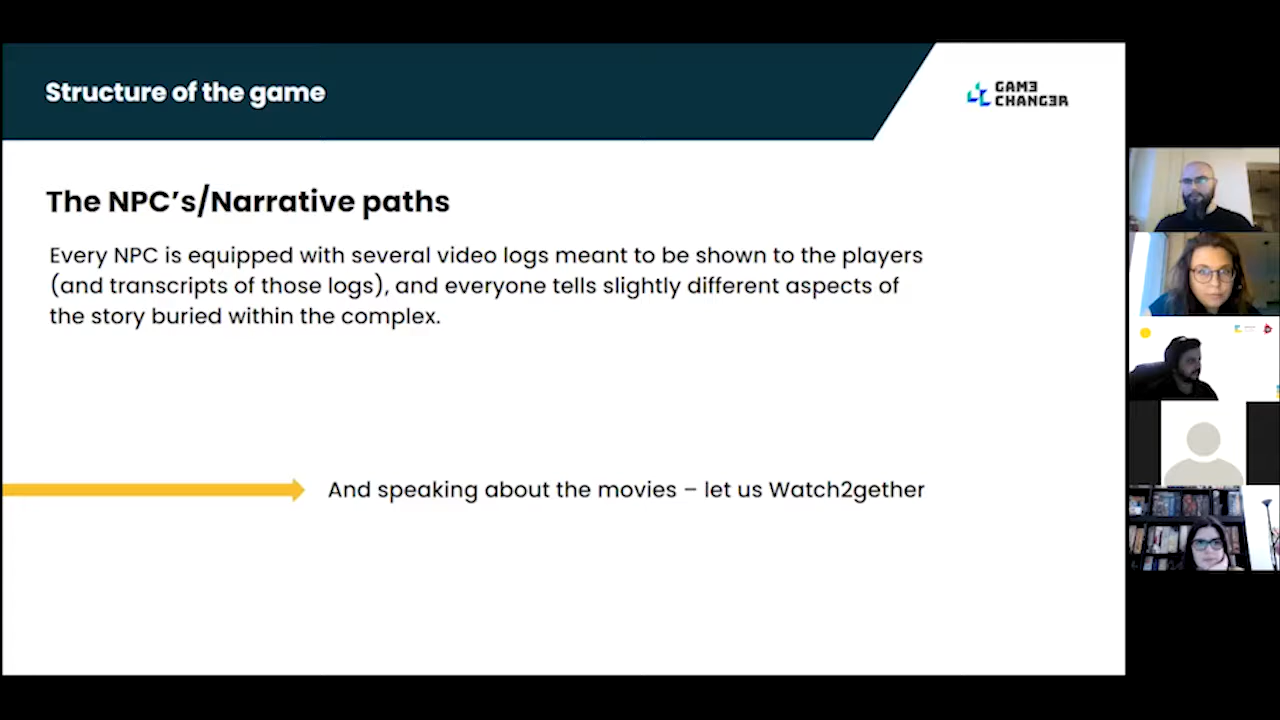 Structure of the game
GAMƎ
CHANGƎR
The NPC’s/Narrative paths
Every NPC is equipped with several video logs meant to be shown to the players
(and transcripts of those logs), and everyone tells slightly different aspects of
the story buried within the complex.
And speaking about the movies – let us Watch2gether